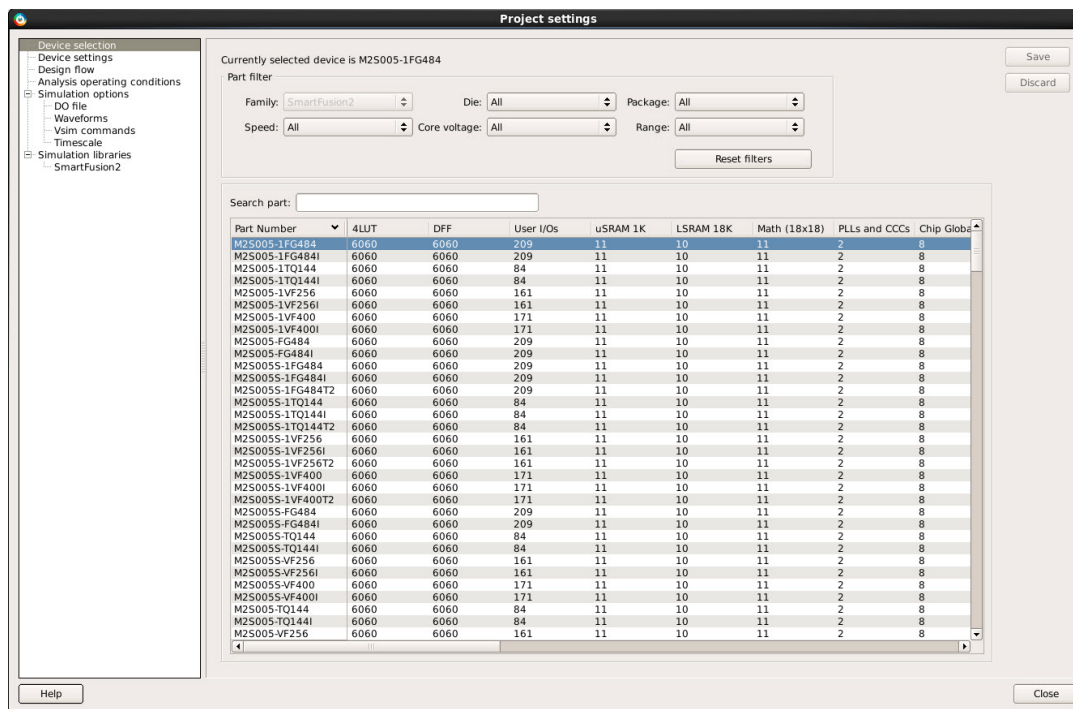 Project settings
Device selection
Device settings
Design flow
Analysis operating conditions
Simulation options
DO file
Waveforms
Vsim commands
Timescale
Simulation libraries
SmartFusion2
Currently selected device is M2S005-1FG484
Part filter
Family: SmartFusion2 Die: All Package: All
Speed: All Core voltage: All Range: All
Reset filters
Save
Discard
Search part:
Part Number 4LUT DFF User I/Os uSRAM 1K LSRAM 18K Math (18x18) PLLs and CCCs Chip Globa
M2S005-1FG484 6060 6060 209 11 10 11 2 8
M2S005-1FG484I 6060 6060 209 11 10 11 2 8
M2S005-1TQ144 6060 6060 84 11 10 11 2 8
M2S005-1TQ144I 6060 6060 84 11 10 11 2 8
M2S005-1VF256 6060 6060 161 11 10 11 2 8
M2S005-1VF256I 6060 6060 161 11 10 11 2 8
M2S005-1VF400 6060 6060 171 11 10 11 2 8
M2S005-1VF400I 6060 6060 171 11 10 11 2 8
M2S005-FG484 6060 6060 209 11 10 11 2 8
M2S005-FG484I 6060 6060 209 11 10 11 2 8
M2S005S-1FG484 6060 6060 209 11 10 11 2 8
M2S005S-1FG484I 6060 6060 209 11 10 11 2 8
M2S005S-1FG484T2 6060 6060 209 11 10 11 2 8
M2S005S-1TQ144 6060 6060 84 11 10 11 2 8
M2S005S-1TQ144I 6060 6060 84 11 10 11 2 8
M2S005S-1TQ144T2 6060 6060 84 11 10 11 2 8
M2S005S-1VF256 6060 6060 161 11 10 11 2 8
M2S005S-1VF256I 6060 6060 161 11 10 11 2 8
M2S005S-1VF256T2 6060 6060 161 11 10 11 2 8
M2S005S-1VF400 6060 6060 171 11 10 11 2 8
M2S005S-1VF400I 6060 6060 171 11 10 11 2 8
M2S005S-1VF400T2 6060 6060 171 11 10 11 2 8
M2S005S-FG484 6060 6060 209 11 10 11 2 8
M2S005S-FG484I 6060 6060 209 11 10 11 2 8
M2S005S-TQ144 6060 6060 84 11 10 11 2 8
M2S005S-TQ144I 6060 6060 84 11 10 11 2 8
M2S005S-VF256 6060 6060 161 11 10 11 2 8
M2S005S-VF256I 6060 6060 161 11 10 11 2 8
M2S005S-VF400 6060 6060 171 11 10 11 2 8
M2S005S-VF400I 6060 6060 171 11 10 11 2 8
M2S005-TQ144 6060 6060 84 11 10 11 2 8
M2S005-TQ144I 6060 6060 84 11 10 11 2 8
M2S005-VF256 6060 6060 161 11 10 11 2 8
Help
Close